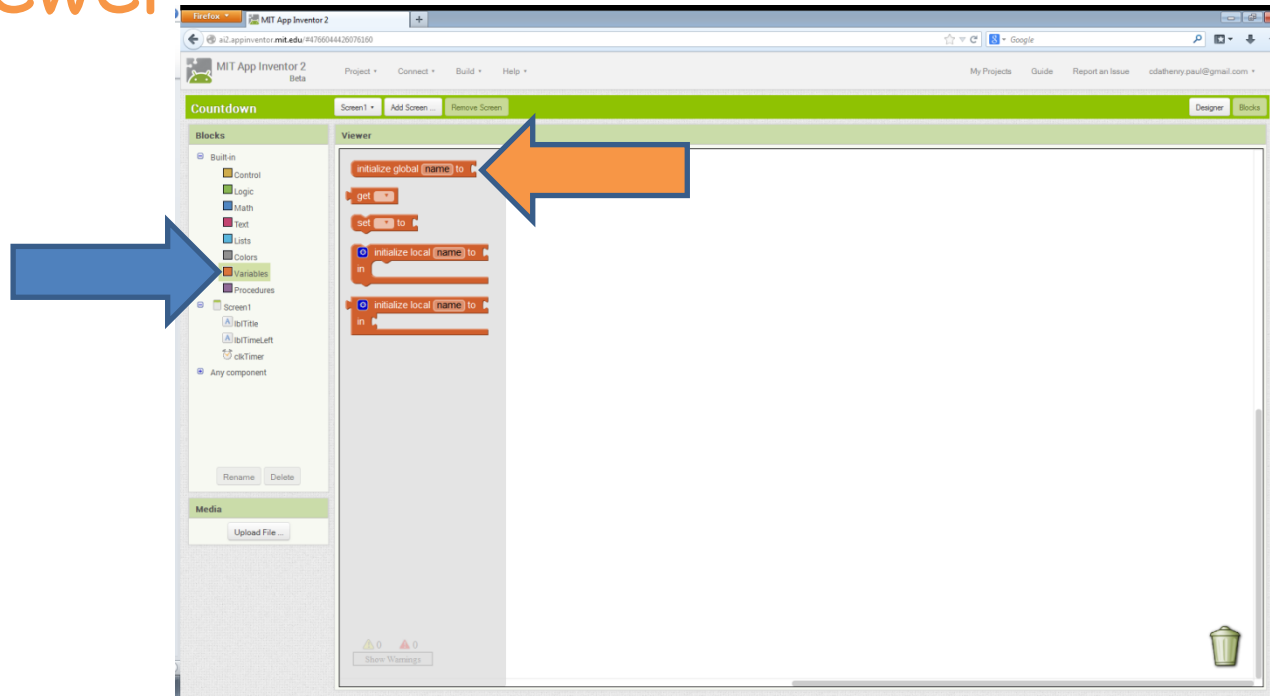 ewer
Firefox
MIT App Inventor 2
+
ai2.appinventor.mit.edu/#4766044426076160
Google
MIT App Inventor 2
Beta
Project
Connect
Build
Help
My Projects
Guide
Report an Issue
cdathenry.paul@gmail.com
Countdown
Screen1
Add Screen ...
Remove Screen
Designer
Blocks
Blocks
Viewer
Built-in
Control
Logic
Math
Text
Lists
Colors
Variables
Procedures
Screen1
lblTitle
lblTimeLeft
clkTimer
Any component
Rename
Delete
Media
Upload File ...
initialize global name to
get
set to
initialize local name to
in
initialize local name to
in
0 0
Show Warnings